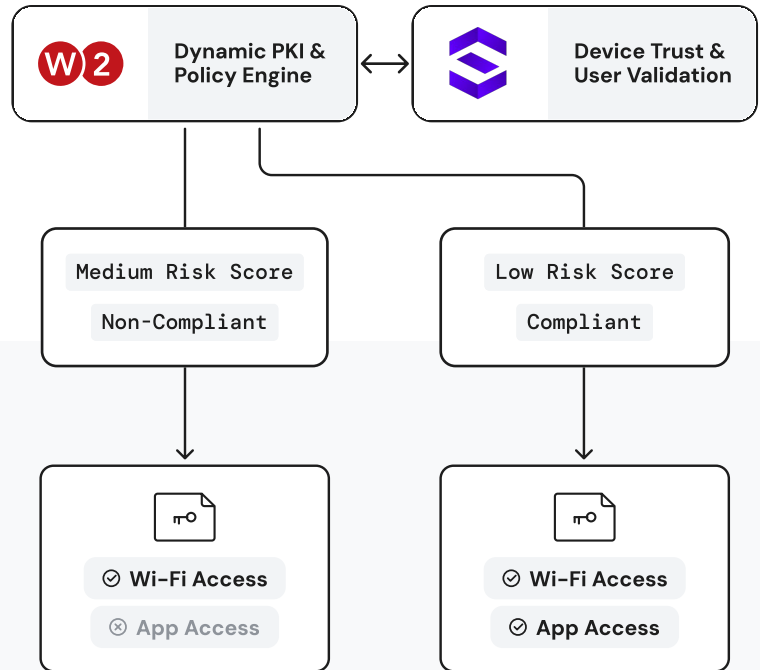 W2
Dynamic PKI &
Policy Engine
Device Trust &
User Validation
Medium Risk Score
Non-Compliant
Low Risk Score
Compliant
Wi-Fi Access
App Access
Wi-Fi Access
App Access